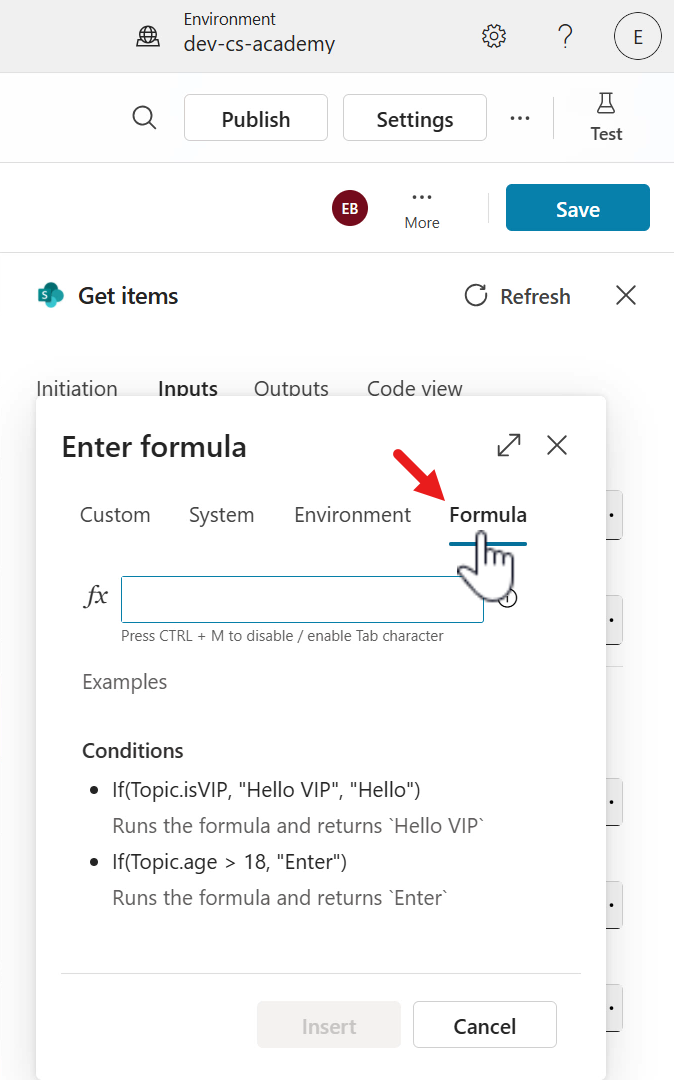 Environment
dev-cs-academy
?
E
Publish
Settings
...
Test
EB
...
More
Save
S
Get items
Refresh
Initiation
Inputs
Outputs
Code view
Enter formula
Custom
System
Environment
Formula
fx
Press CTRL + M to disable / enable Tab character
Examples
Conditions
• If(Topic.isVIP, "Hello VIP", "Hello")
Runs the formula and returns `Hello VIP`
• If(Topic.age > 18, "Enter")
Runs the formula and returns `Enter`
Insert
Cancel